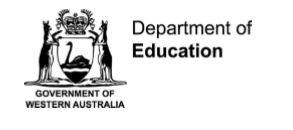 Department of
Education
GOVERNMENT OF
WESTERN AUSTRALIA